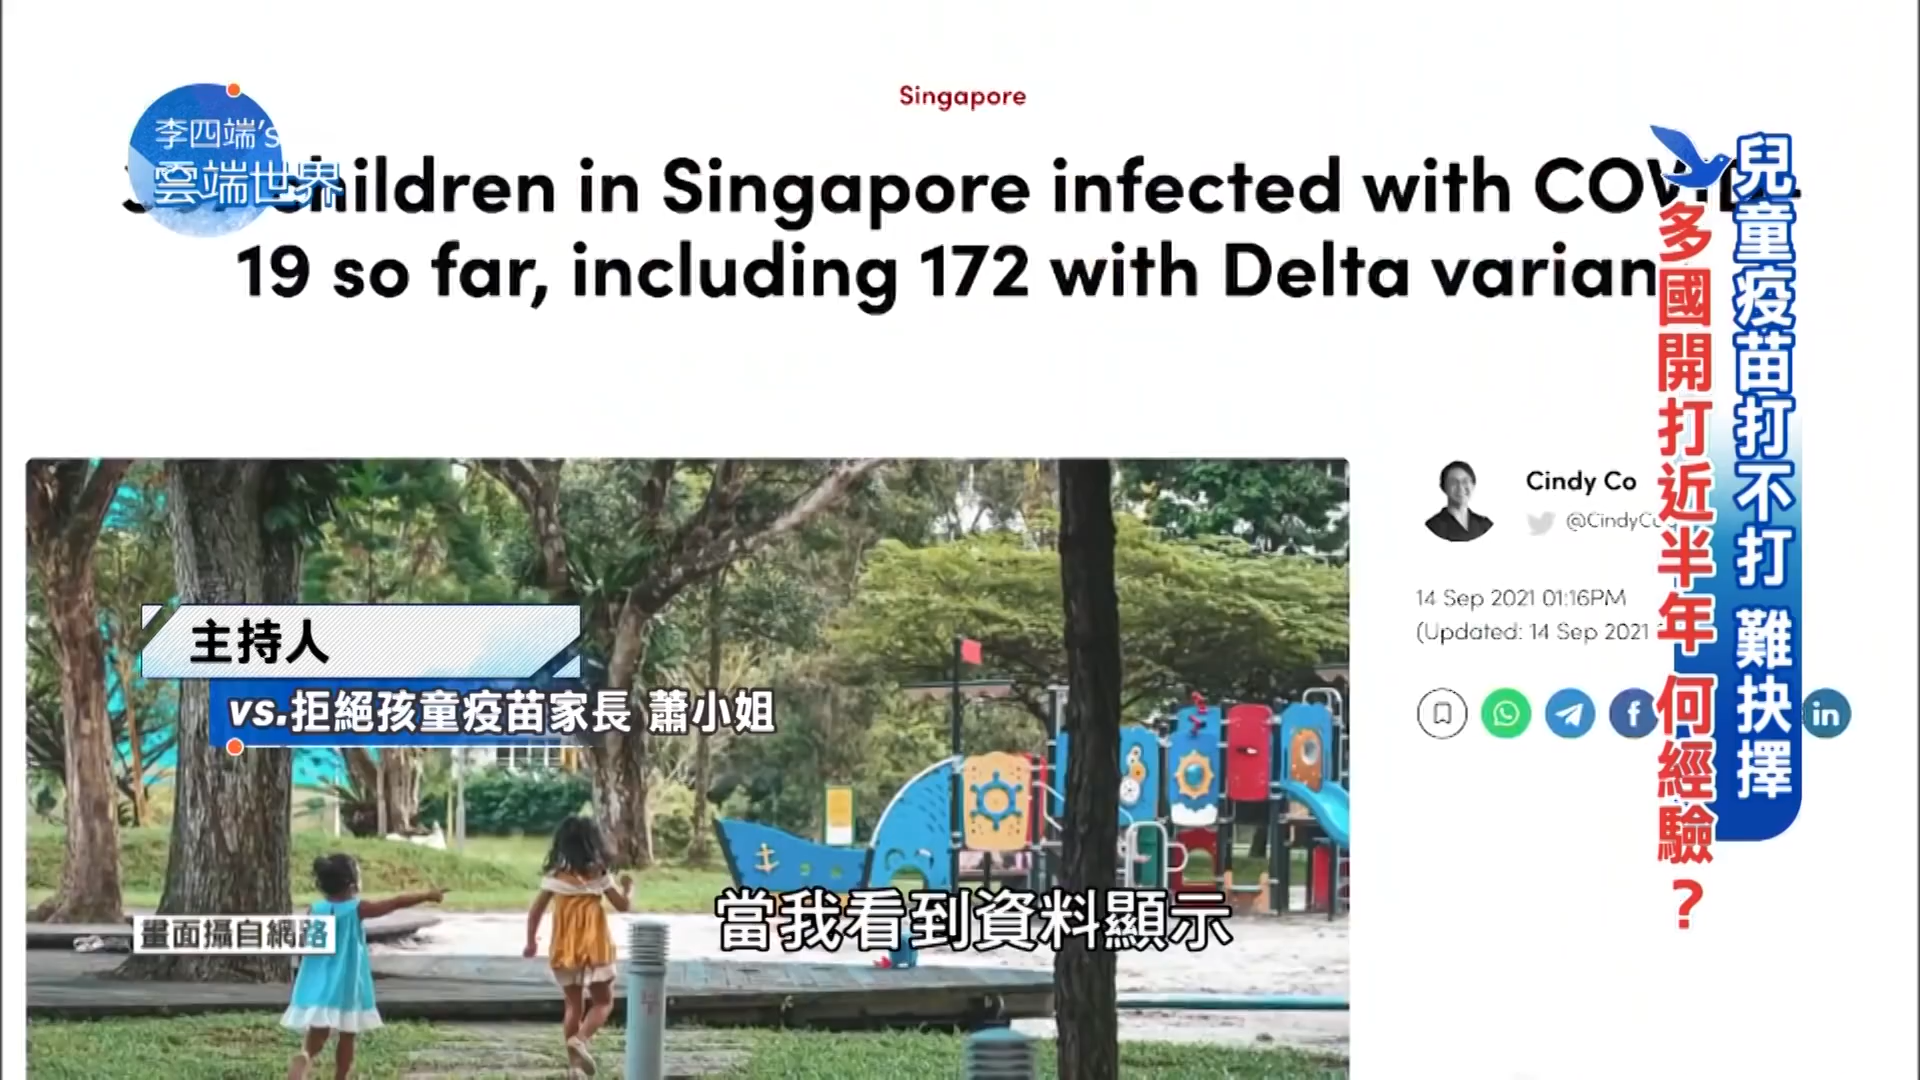 Singapore
李四端's
雲端世界
children in Singapore infected with COVID-
19 so far, including 172 with Delta varian
兒童疫苗打不打 難抉擇
多國開打近半年 何經驗？
Cindy Co
14 Sep 2021 01:16PM
(Updated: 14 Sep 2021
主持人
vs.拒絕孩童疫苗家長 蕭小姐
畫面攝自網路
當我看到資料顯示